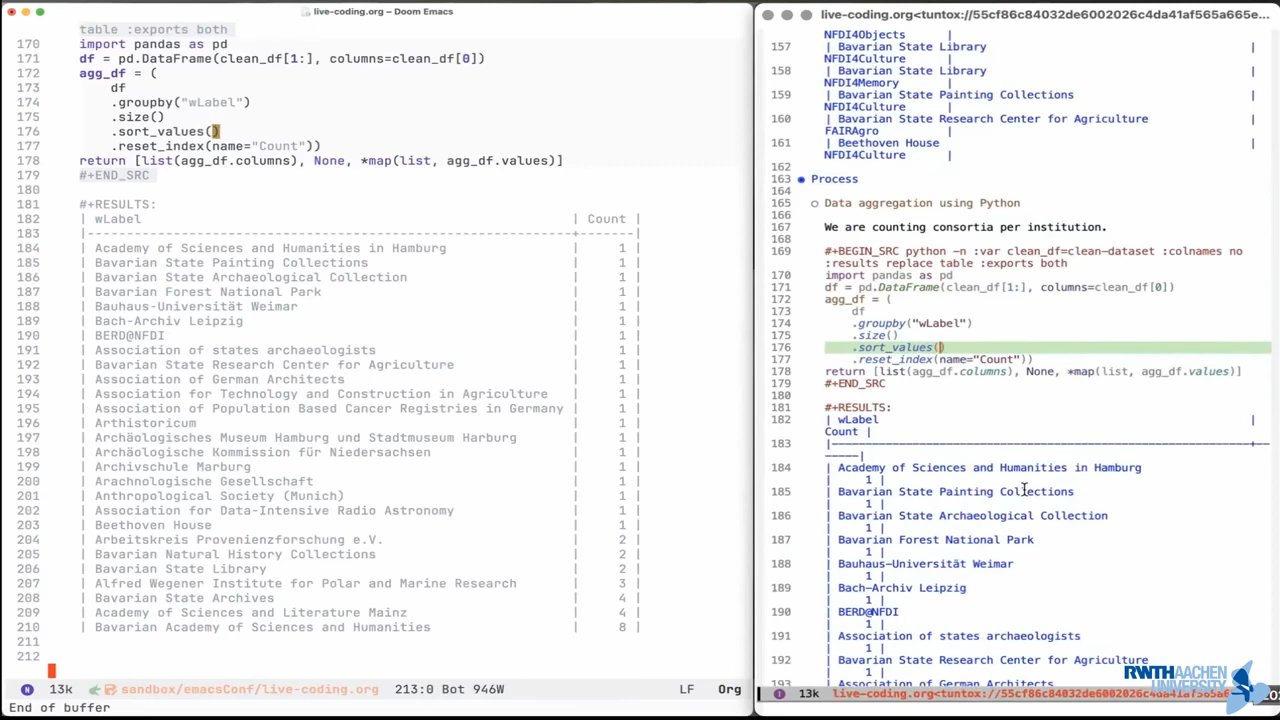 live-coding.org – Doom Emacs
table :exports both
170 import pandas as pd
171 df = pd.DataFrame(clean_df[1:], columns=clean_df[0])
172 agg_df = (
173 df
174 .groupby("wLabel")
175 .size()
176 .sort_values()
177 .reset_index(name="Count"))
178 return [list(agg_df.columns), None, *map(list, agg_df.values)]
179 #+END_SRC
180
181 #+RESULTS:
182 | wLabel | Count |
183 |---+---|
184 | Academy of Sciences and Humanities in Hamburg | 1 |
185 | Bavarian State Painting Collections | 1 |
186 | Bavarian State Archaeological Collection | 1 |
187 | Bavarian Forest National Park | 1 |
188 | Bauhaus-Universität Weimar | 1 |
189 | Bach-Archiv Leipzig | 1 |
190 | BERD@NFDI | 1 |
191 | Association of states archaeologists | 1 |
192 | Bavarian State Research Center for Agriculture | 1 |
193 | Association of German Architects | 1 |
194 | Association for Technology and Construction in Agriculture | 1 |
195 | Association of Population Based Cancer Registries in Germany | 1 |
196 | Arthistoricum | 1 |
197 | Archäologisches Museum Hamburg und Stadtmuseum Harburg | 1 |
198 | Archäologische Kommission für Niedersachsen | 1 |
199 | Archivschule Marburg | 1 |
200 | Arachnologische Gesellschaft | 1 |
201 | Anthropological Society (Munich) | 1 |
202 | Association for Data-Intensive Radio Astronomy | 1 |
203 | Beethoven House | 1 |
204 | Arbeitskreis Provenienzforschung e.V. | 2 |
205 | Bavarian Natural History Collections | 2 |
206 | Bavarian State Library | 2 |
207 | Alfred Wegener Institute for Polar and Marine Research | 3 |
208 | Bavarian State Archives | 4 |
209 | Academy of Sciences and Literature Mainz | 4 |
210 | Bavarian Academy of Sciences and Humanities | 8 |
211
212
N 13k sandbox/emacsConf/live-coding.org 213:0 Bot 946W LF Org
End of buffer
live-coding.org<tuntox://55cf86c84032de6002026c4da41af565a665e...
NFDI4Objects |
157 | Bavarian State Library |
NFDI4Culture |
158 | Bavarian State Library |
NFDI4Memory |
159 | Bavarian State Painting Collections |
NFDI4Culture |
160 | Bavarian State Research Center for Agriculture |
FAIRAgro |
161 | Beethoven House |
NFDI4Culture |
162
163 Process
164
165 Data aggregation using Python
166
167 We are counting consortia per institution.
168
169 #+BEGIN_SRC python -n :var clean_df=clean-dataset :colnames no
:results replace table :exports both
170 import pandas as pd
171 df = pd.DataFrame(clean_df[1:], columns=clean_df[0])
172 agg_df = (
173 df
174 .groupby("wLabel")
175 .size()
176 .sort_values()
177 .reset_index(name="Count"))
178 return [list(agg_df.columns), None, *map(list, agg_df.values)]
179 #+END_SRC
180
181 #+RESULTS:
182 | wLabel |
Count |
183 |---+--
-----|
184 | Academy of Sciences and Humanities in Hamburg |
1 |
185 | Bavarian State Painting Collections |
1 |
186 | Bavarian State Archaeological Collection |
1 |
187 | Bavarian Forest National Park |
1 |
188 | Bauhaus-Universität Weimar |
1 |
189 | Bach-Archiv Leipzig |
1 |
190 | BERD@NFDI |
1 |
191 | Association of states archaeologists |
1 |
192 | Bavarian State Research Center for Agriculture |
1 |
193 | Association of German Architects |
13k live-coding.org<tuntox://55cf86c84032de6002026c4da41af565a6
RWTH AACHEN
UNIVERSITY